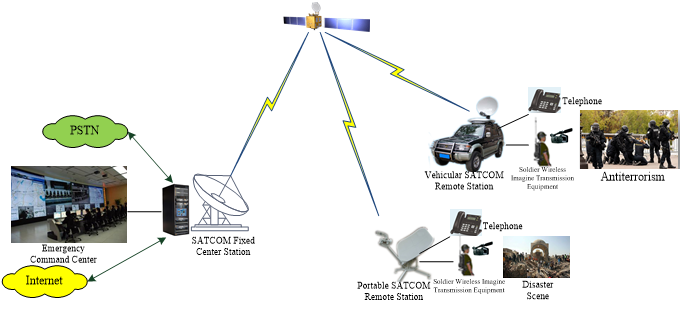 PSTN
Emergency
Command Center
Internet
SATCOM Fixed
Center Station
Telephone
Vehicular SATCOM
Remote Station
Soldier Wireless
Imagine Transmission
Equipment
Antiterrorism
Telephone
Portable SATCOM
Remote Station
Soldier Wireless Imagine
Transmission Equipment
Disaster
Scene